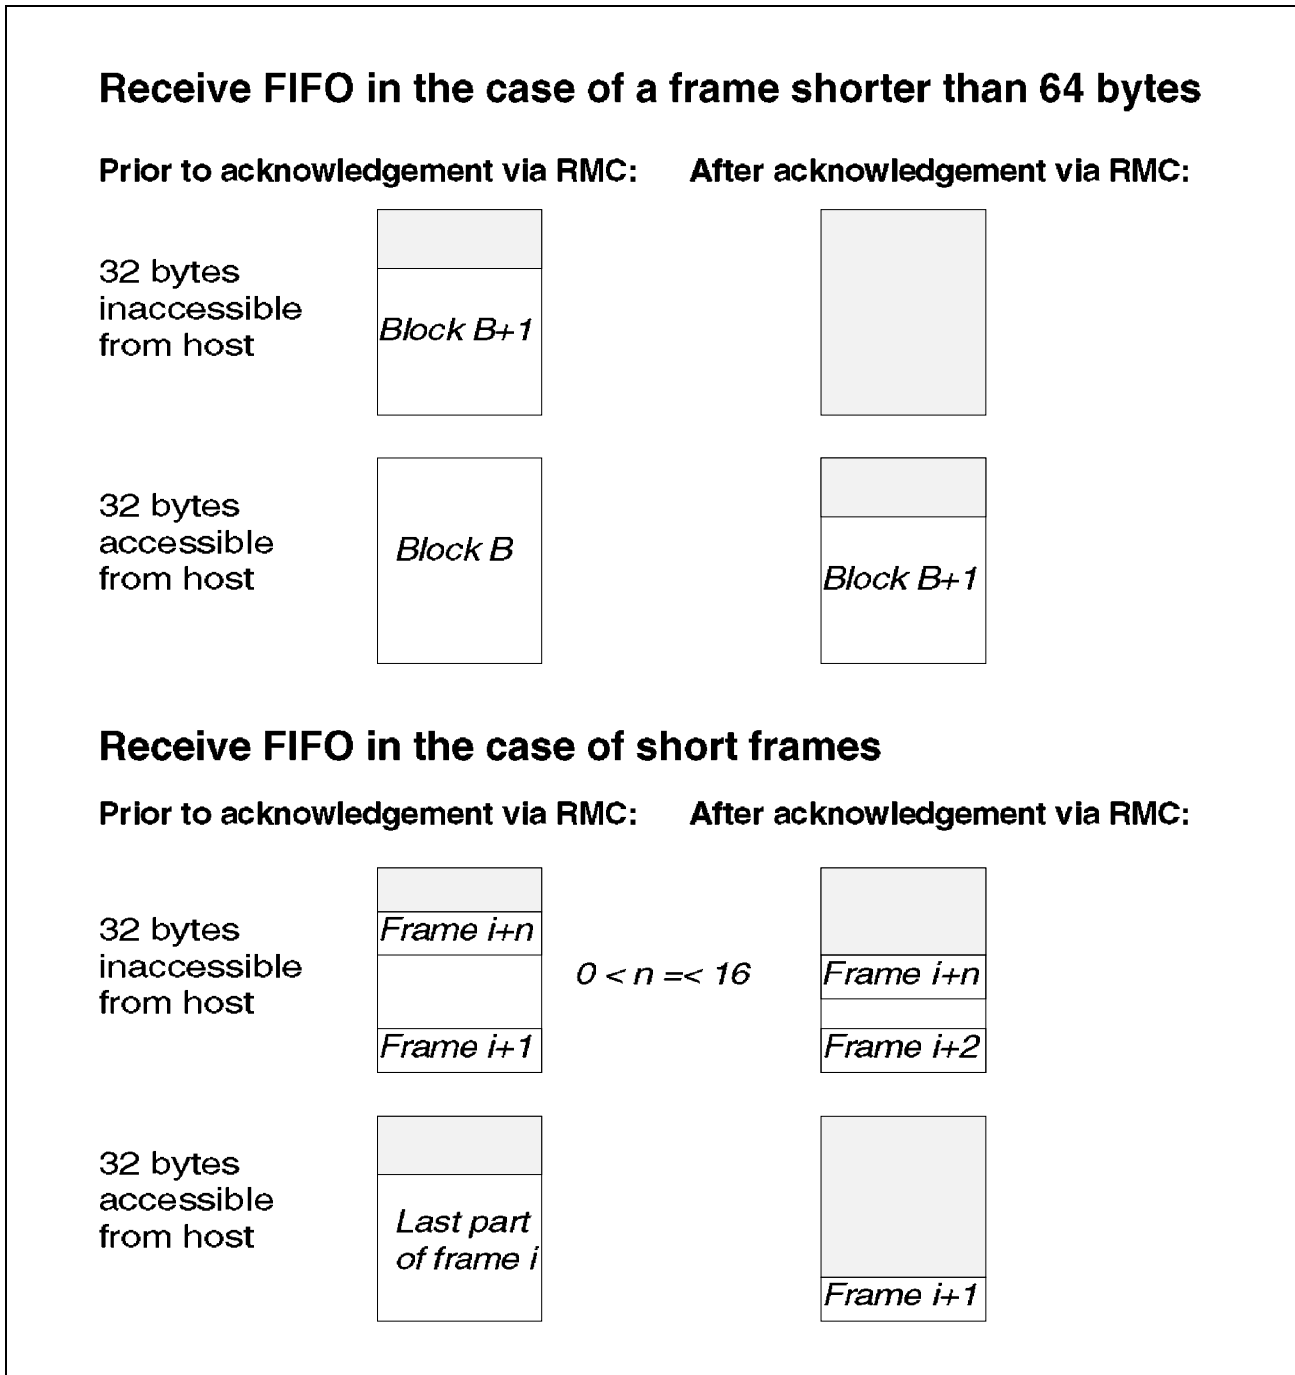 Receive FIFO in the case of a frame shorter than 64 bytes
Prior to acknowledgement via RMC:
After acknowledgement via RMC:
32 bytes
inaccessible
from host
Block B+1
32 bytes
accessible
from host
Block B
Block B+1
Receive FIFO in the case of short frames
Prior to acknowledgement via RMC:
After acknowledgement via RMC:
32 bytes
inaccessible
from host
Frame i+n
Frame i+1
0 < n =< 16
Frame i+n
Frame i+2
32 bytes
accessible
from host
Last part
of frame i
Frame i+1